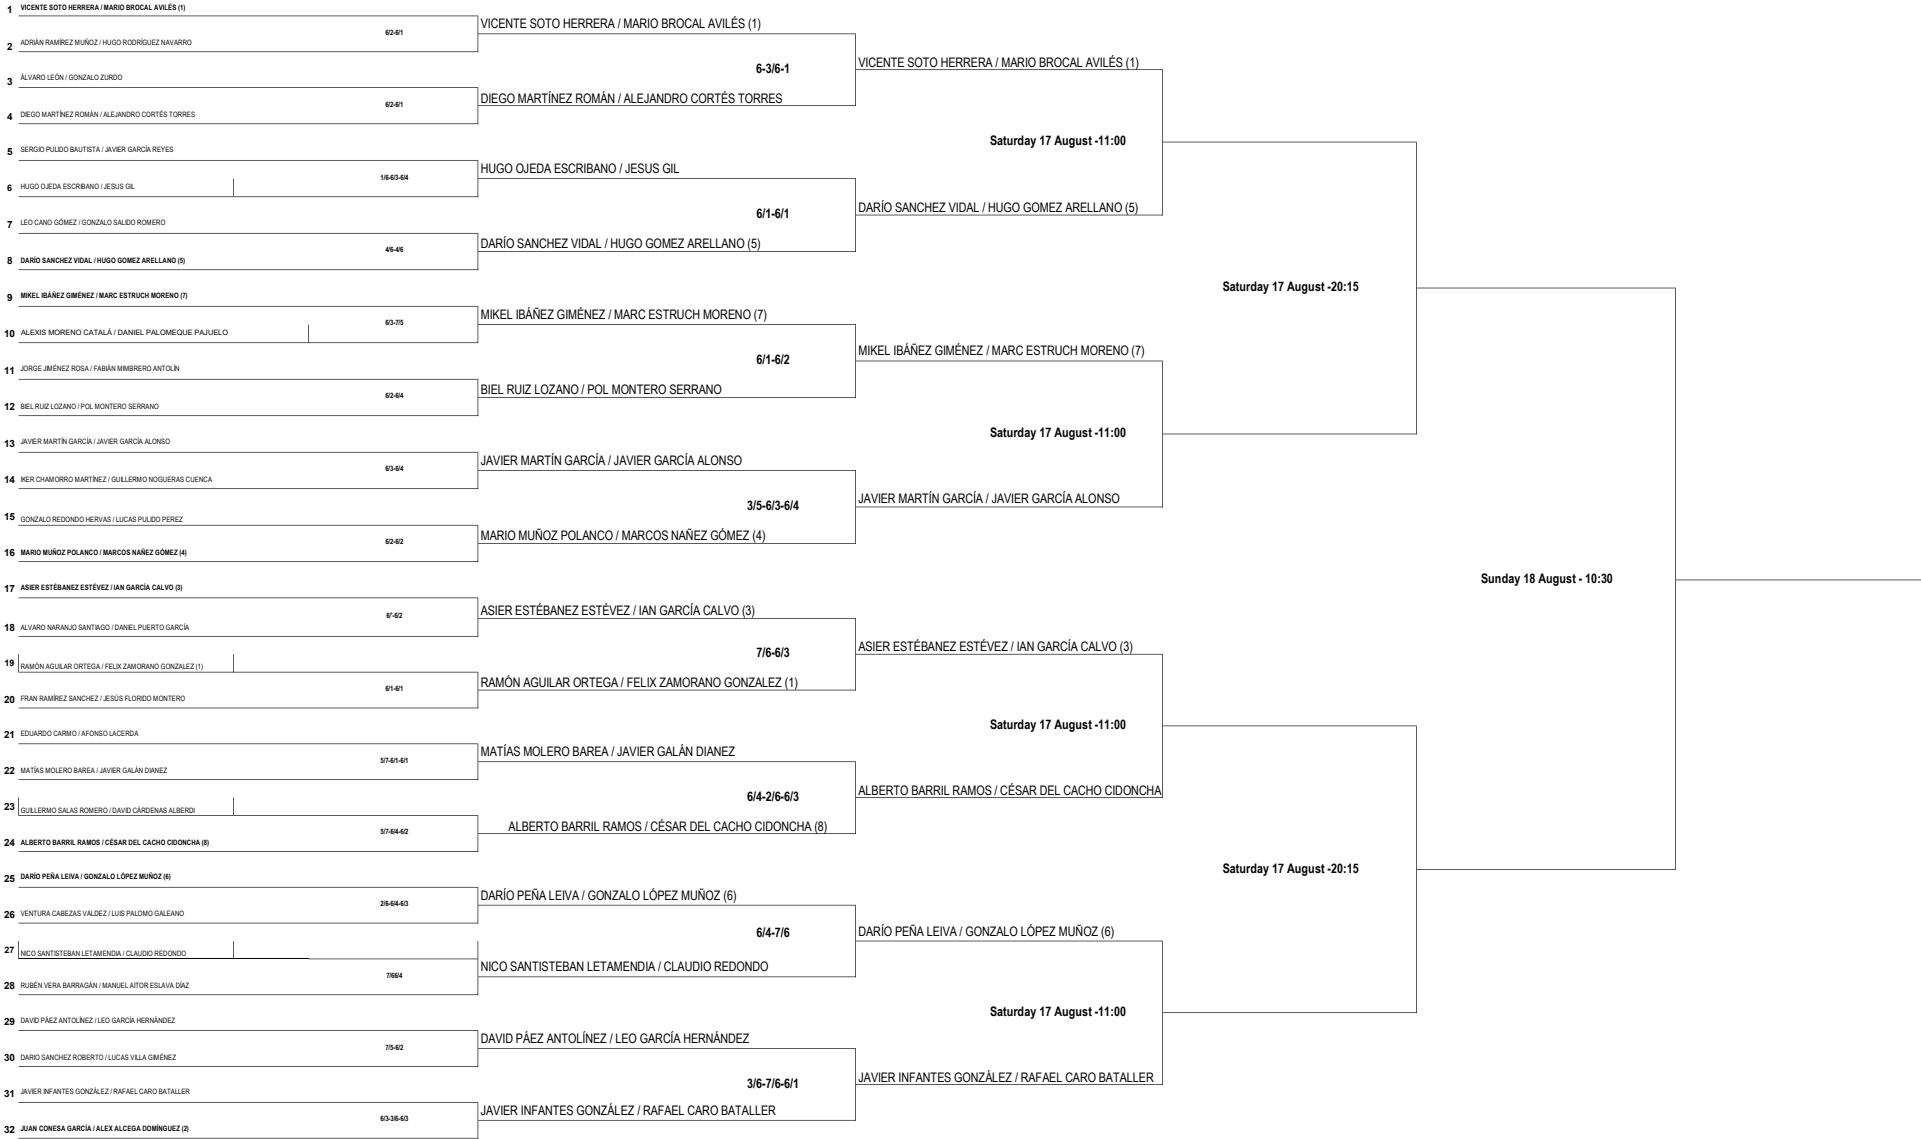 1 VICENTE SOTO HERRERA / MARIO BROCAL AVILÉS (1)
6/2-6/1
2 ADRIÁN RAMÍREZ MUÑOZ / HUGO RODRÍGUEZ NAVARRO
3 ÁLVARO LEÓN / GONZALO ZURDO
6/2-6/1
4 DIEGO MARTÍNEZ ROMÁN / ALEJANDRO CORTÉS TORRES
5 SERGIO PULIDO BAUTISTA / JAVIER GARCÍA REYES
1/6-6/3-6/4
6 HUGO OJEDA ESCRIBANO / JESUS GIL
7 LEO CANO GÓMEZ / GONZALO SALIDO ROMERO
4/6-4/6
8 DARÍO SANCHEZ VIDAL / HUGO GOMEZ ARELLANO (5)
9 MIKEL IBÁÑEZ GIMÉNEZ / MARC ESTRUCH MORENO (7)
6/3-7/5
10 ALEXIS MORENO CATALÁ / DANIEL PALOMEQUE PAJUELO
11 JORGE JIMÉNEZ ROSA / FABIÁN MIMBRERO ANTOLÍN
6/2-6/4
12 BIEL RUIZ LOZANO / POL MONTERO SERRANO
13 JAVIER MARTÍN GARCÍA / JAVIER GARCÍA ALONSO
6/3-6/4
14 IKER CHAMORRO MARTÍNEZ / GUILLERMO NOGUERAS CUENCA
15 GONZALO REDONDO HERVAS / LUCAS PULIDO PEREZ
6/2-6/2
16 MARIO MUÑOZ POLANCO / MARCOS NAÑEZ GÓMEZ (4)
17 ASIER ESTÉBANEZ ESTÉVEZ / IAN GARCÍA CALVO (3)
6/'-6/2
18 ALVARO NARANJO SANTIAGO / DANIEL PUERTO GARCÍA
19 RAMÓN AGUILAR ORTEGA / FELIX ZAMORANO GONZALEZ (1)
6/1-6/1
20 FRAN RAMÍREZ SANCHEZ / JESÚS FLORIDO MONTERO
21 EDUARDO CARMO / AFONSO LACERDA
5/7-6/1-6/1
22 MATÍAS MOLERO BAREA / JAVIER GALÁN DIANEZ
23 GUILLERMO SALAS ROMERO / DAVID CÁRDENAS ALBERDI
5/7-6/4-6/2
24 ALBERTO BARRIL RAMOS / CÉSAR DEL CACHO CIDONCHA (8)
25 DARÍO PEÑA LEIVA / GONZALO LÓPEZ MUÑOZ (6)
2/6-6/4-6/3
26 VENTURA CABEZAS VALDEZ / LUIS PALOMO GALEANO
27 NICO SANTISTEBAN LETAMENDIA / CLAUDIO REDONDO
7/66/4
28 RUBÉN VERA BARRAGÁN / MANUEL AITOR ESLAVA DÍAZ
29 DAVID PÁEZ ANTOLÍNEZ / LEO GARCÍA HERNÁNDEZ
7/5-6/2
30 DARIO SANCHEZ ROBERTO / LUCAS VILLA GIMÉNEZ
31 JAVIER INFANTES GONZÁLEZ / RAFAEL CARO BATALLER
6/3-3/6-6/3
32 JUAN CONESA GARCÍA / ALEX ALCEGA DOMÍNGUEZ (2)
VICENTE SOTO HERRERA / MARIO BROCAL AVILÉS (1)
6-3/6-1
DIEGO MARTÍNEZ ROMÁN / ALEJANDRO CORTÉS TORRES
HUGO OJEDA ESCRIBANO / JESUS GIL
6/1-6/1
DARÍO SANCHEZ VIDAL / HUGO GOMEZ ARELLANO (5)
MIKEL IBÁÑEZ GIMÉNEZ / MARC ESTRUCH MORENO (7)
6/1-6/2
BIEL RUIZ LOZANO / POL MONTERO SERRANO
JAVIER MARTÍN GARCÍA / JAVIER GARCÍA ALONSO
3/5-6/3-6/4
MARIO MUÑOZ POLANCO / MARCOS NAÑEZ GÓMEZ (4)
ASIER ESTÉBANEZ ESTÉVEZ / IAN GARCÍA CALVO (3)
7/6-6/3
RAMÓN AGUILAR ORTEGA / FELIX ZAMORANO GONZALEZ (1)
MATÍAS MOLERO BAREA / JAVIER GALÁN DIANEZ
6/4-2/6-6/3
ALBERTO BARRIL RAMOS / CÉSAR DEL CACHO CIDONCHA (8)
DARÍO PEÑA LEIVA / GONZALO LÓPEZ MUÑOZ (6)
6/4-7/6
NICO SANTISTEBAN LETAMENDIA / CLAUDIO REDONDO
DAVID PÁEZ ANTOLÍNEZ / LEO GARCÍA HERNÁNDEZ
3/6-7/6-6/1
JAVIER INFANTES GONZÁLEZ / RAFAEL CARO BATALLER
VICENTE SOTO HERRERA / MARIO BROCAL AVILÉS (1)
Saturday 17 August -11:00
DARÍO SANCHEZ VIDAL / HUGO GOMEZ ARELLANO (5)
MIKEL IBÁÑEZ GIMÉNEZ / MARC ESTRUCH MORENO (7)
Saturday 17 August -11:00
JAVIER MARTÍN GARCÍA / JAVIER GARCÍA ALONSO
ASIER ESTÉBANEZ ESTÉVEZ / IAN GARCÍA CALVO (3)
Saturday 17 August -11:00
ALBERTO BARRIL RAMOS / CÉSAR DEL CACHO CIDONCHA
DARÍO PEÑA LEIVA / GONZALO LÓPEZ MUÑOZ (6)
Saturday 17 August -11:00
JAVIER INFANTES GONZÁLEZ / RAFAEL CARO BATALLER
Saturday 17 August -20:15
Saturday 17 August -20:15
Sunday 18 August - 10:30